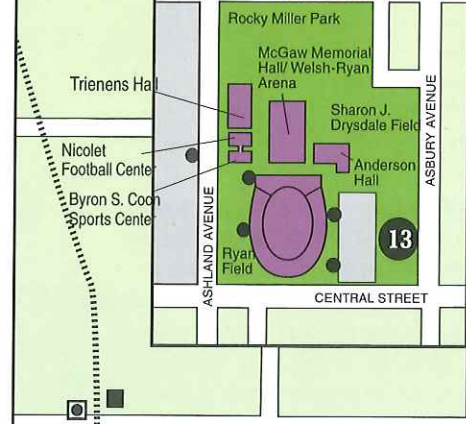 Rocky Miller Park
McGaw Memorial
Hall/ Welsh-Ryan
Arena
Trienens Hall
Sharon J.
Drysdale Field
Nicolet
Football Center
Anderson
Hall
Byron S. Coon
Sports Center
Ryan
Field
13
ASHLAND AVENUE
ASBURY AVENUE
CENTRAL STREET